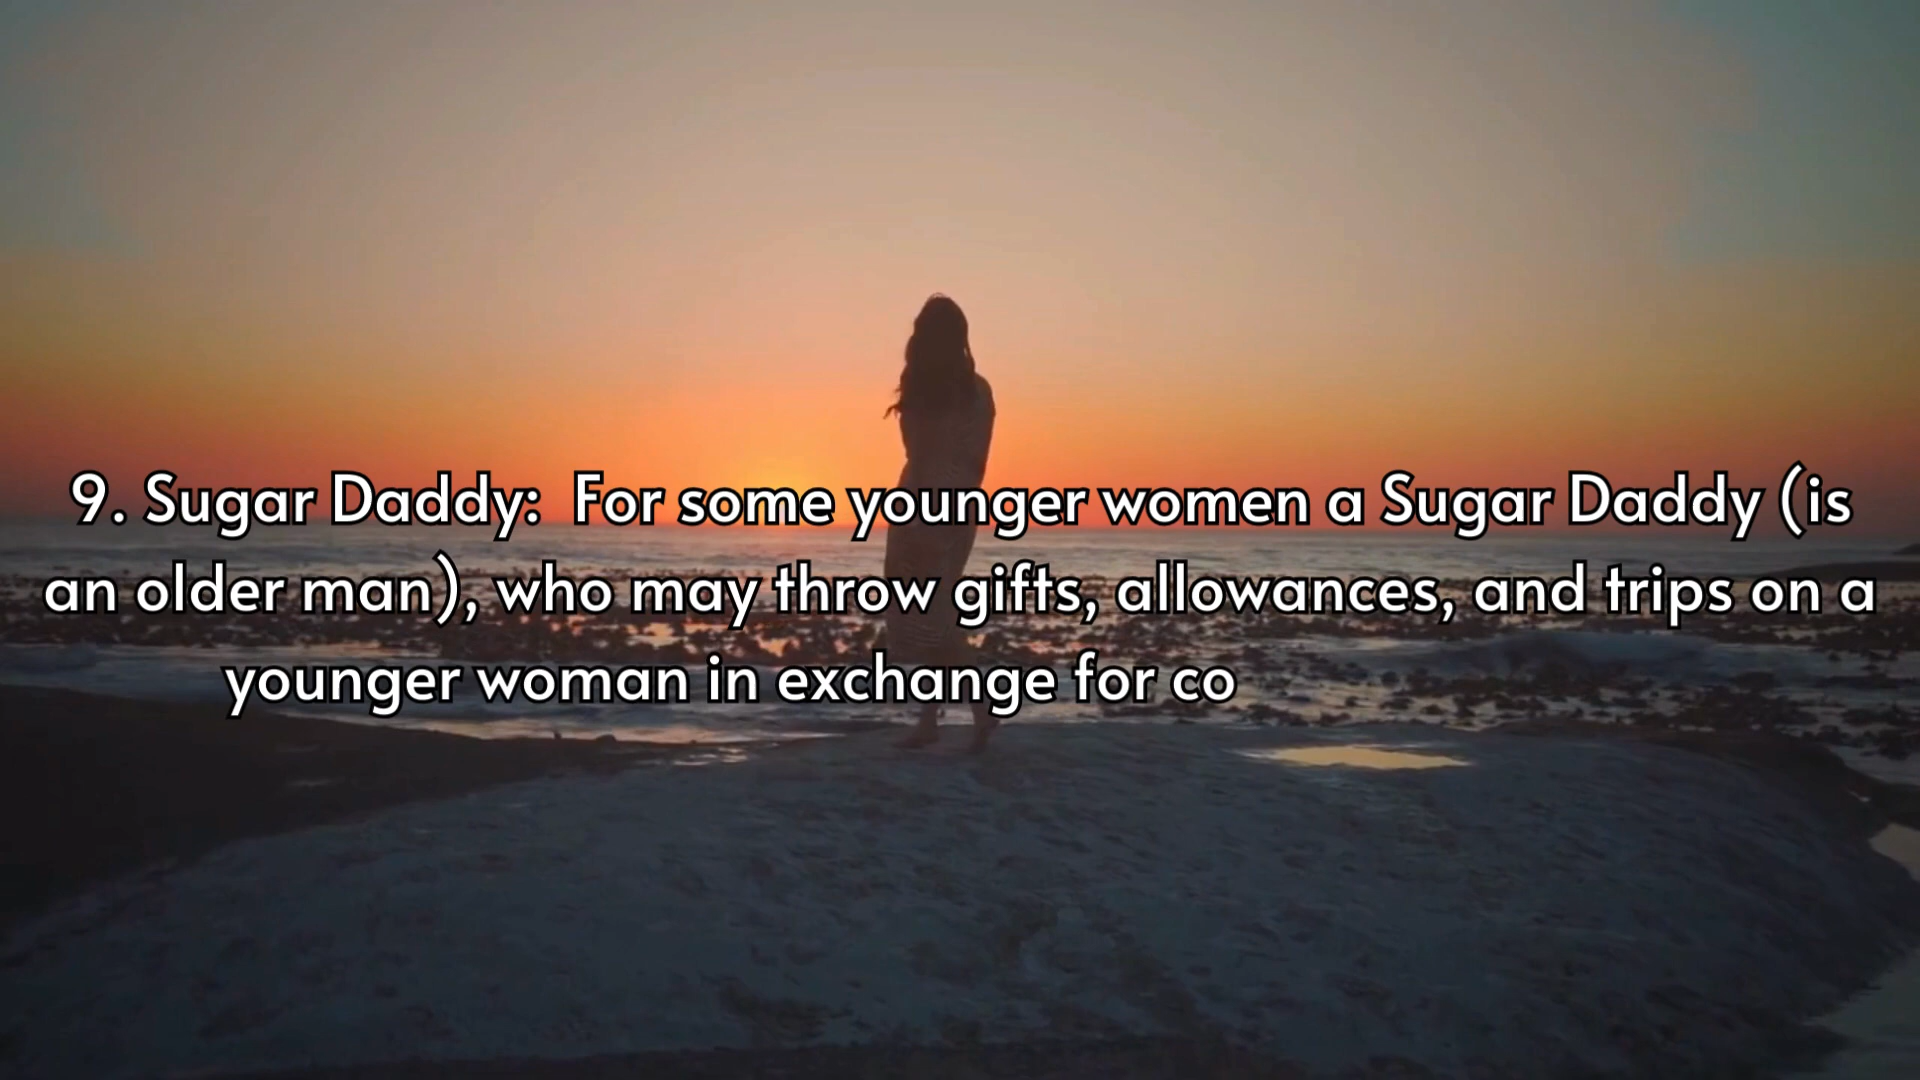 9. Sugar Daddy:  For some younger women a Sugar Daddy (is
an older man), who may throw gifts, allowances, and trips on a
younger woman in exchange for co